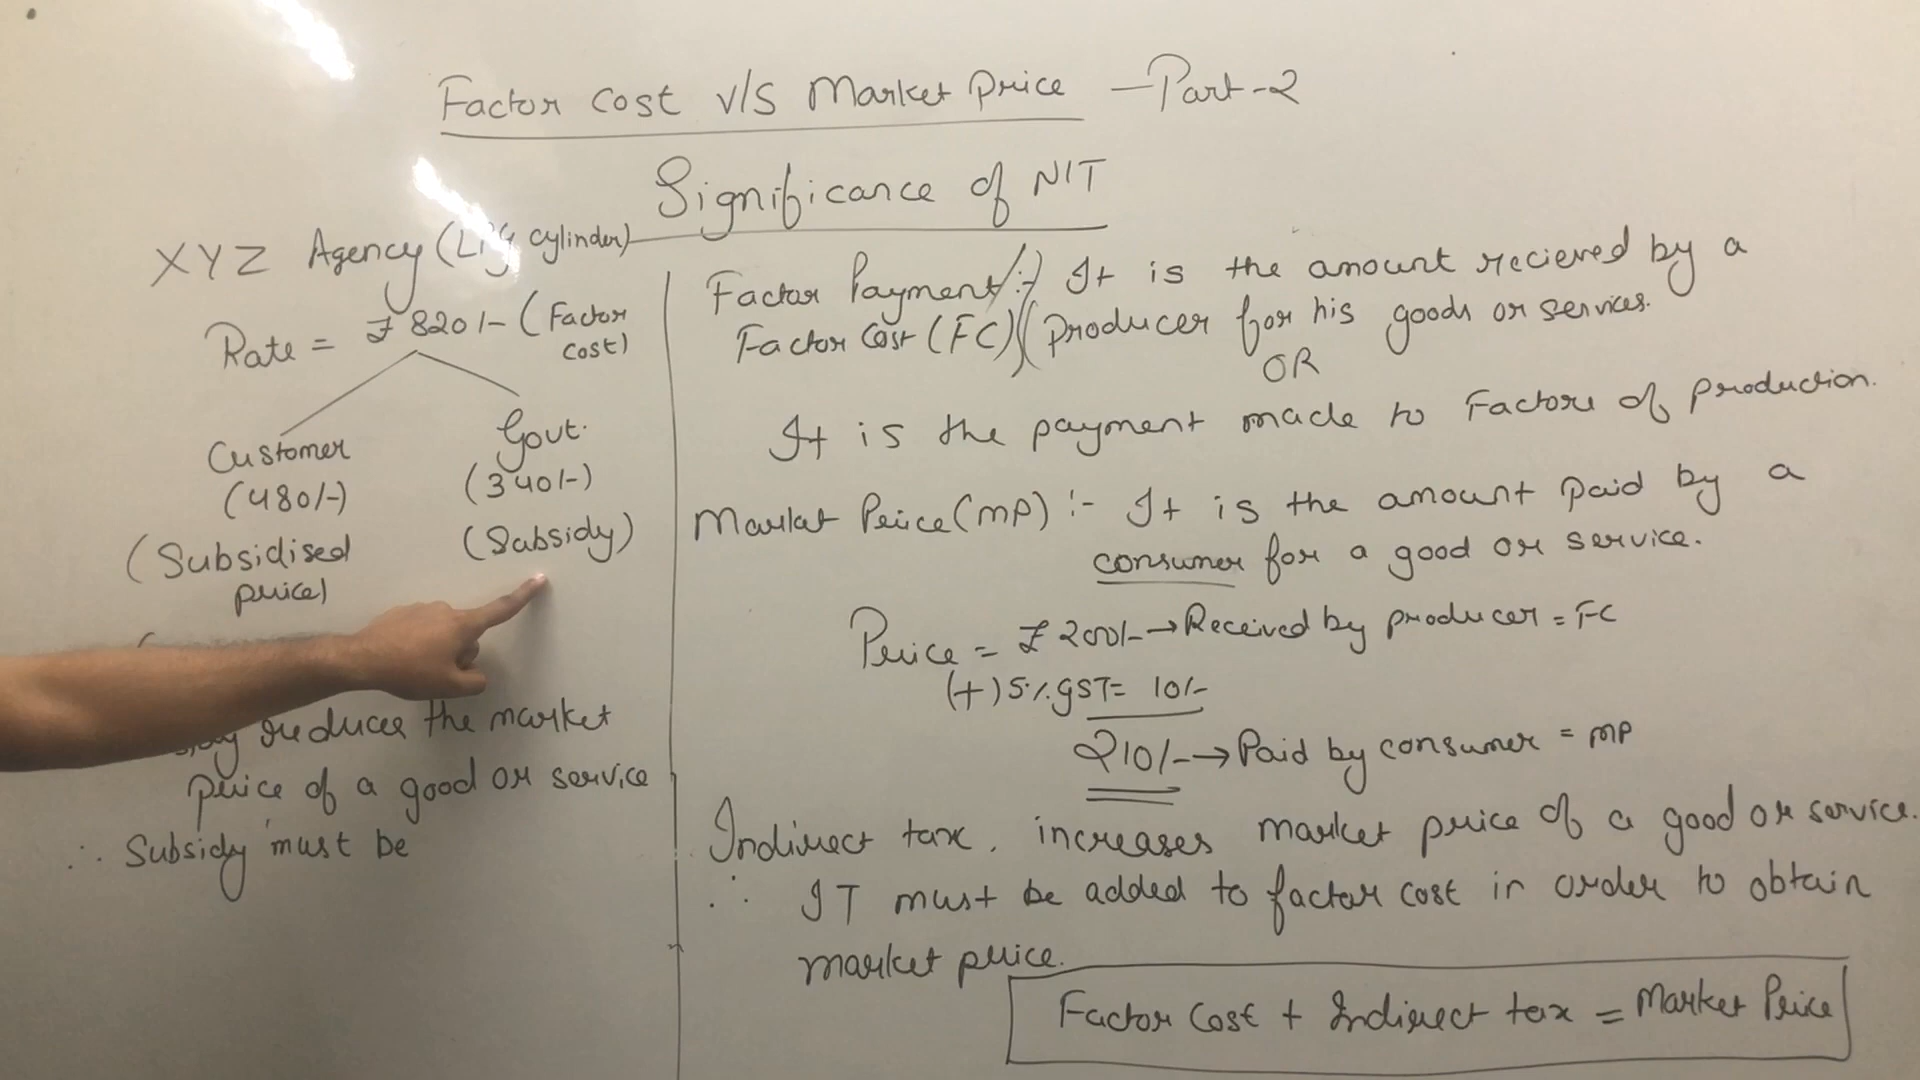 Factor cost v/s Market price - Part-2
Significance of NIT
XYZ Agency (LPG cylinder)
Rate = ₹ 820/- (Factor cost)
Customer
(480/-)
(Subsidised
price)
Govt.
(340/-)
(Subsidy)
reduces the market
price of a good or service
∴ Subsidy must be
Factor Payment/ :- It is the amount recieved by a
Factor Cost (FC) producer for his goods or services.
OR
It is the payment made to Factors of production.
Market Price (MP) :- It is the amount paid by a
consumer for a good or service.
Price = ₹ 200/- → Received by producer = FC
(+) 5% GST = 10/-
210/- → Paid by consumer = MP
Indirect tax, increases market price of a good or service.
∴ IT must be added to factor cost in order to obtain
market price.
Factor Cost + Indirect tax = Market Price